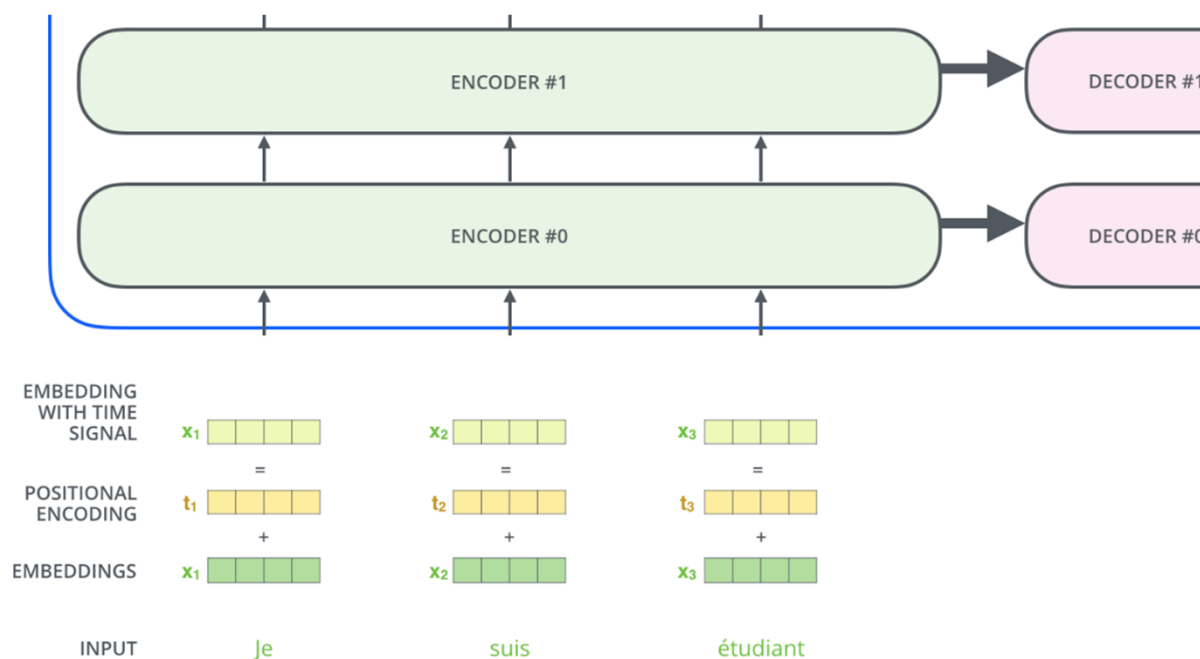 ENCODER #1
DECODER #1
ENCODER #0
DECODER #0
EMBEDDING
WITH TIME
SIGNAL
x₁ x₂ x₃
= = =
POSITIONAL
ENCODING
t₁ t₂ t₃
+ + +
EMBEDDINGS
x₁ x₂ x₃
INPUT Je suis étudiant